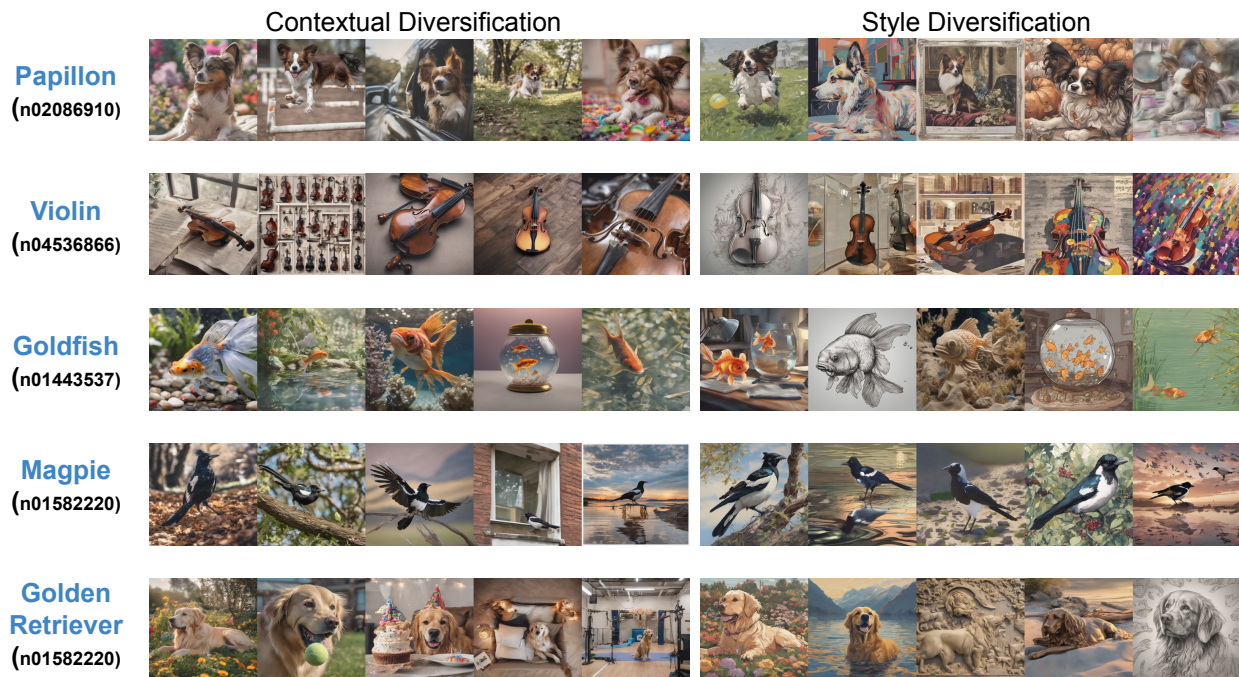 Contextual Diversification
Style Diversification
Papillon
(n02086910)
Violin
(n04536866)
Goldfish
(n01443537)
Magpie
(n01582220)
Golden
Retriever
(n01582220)